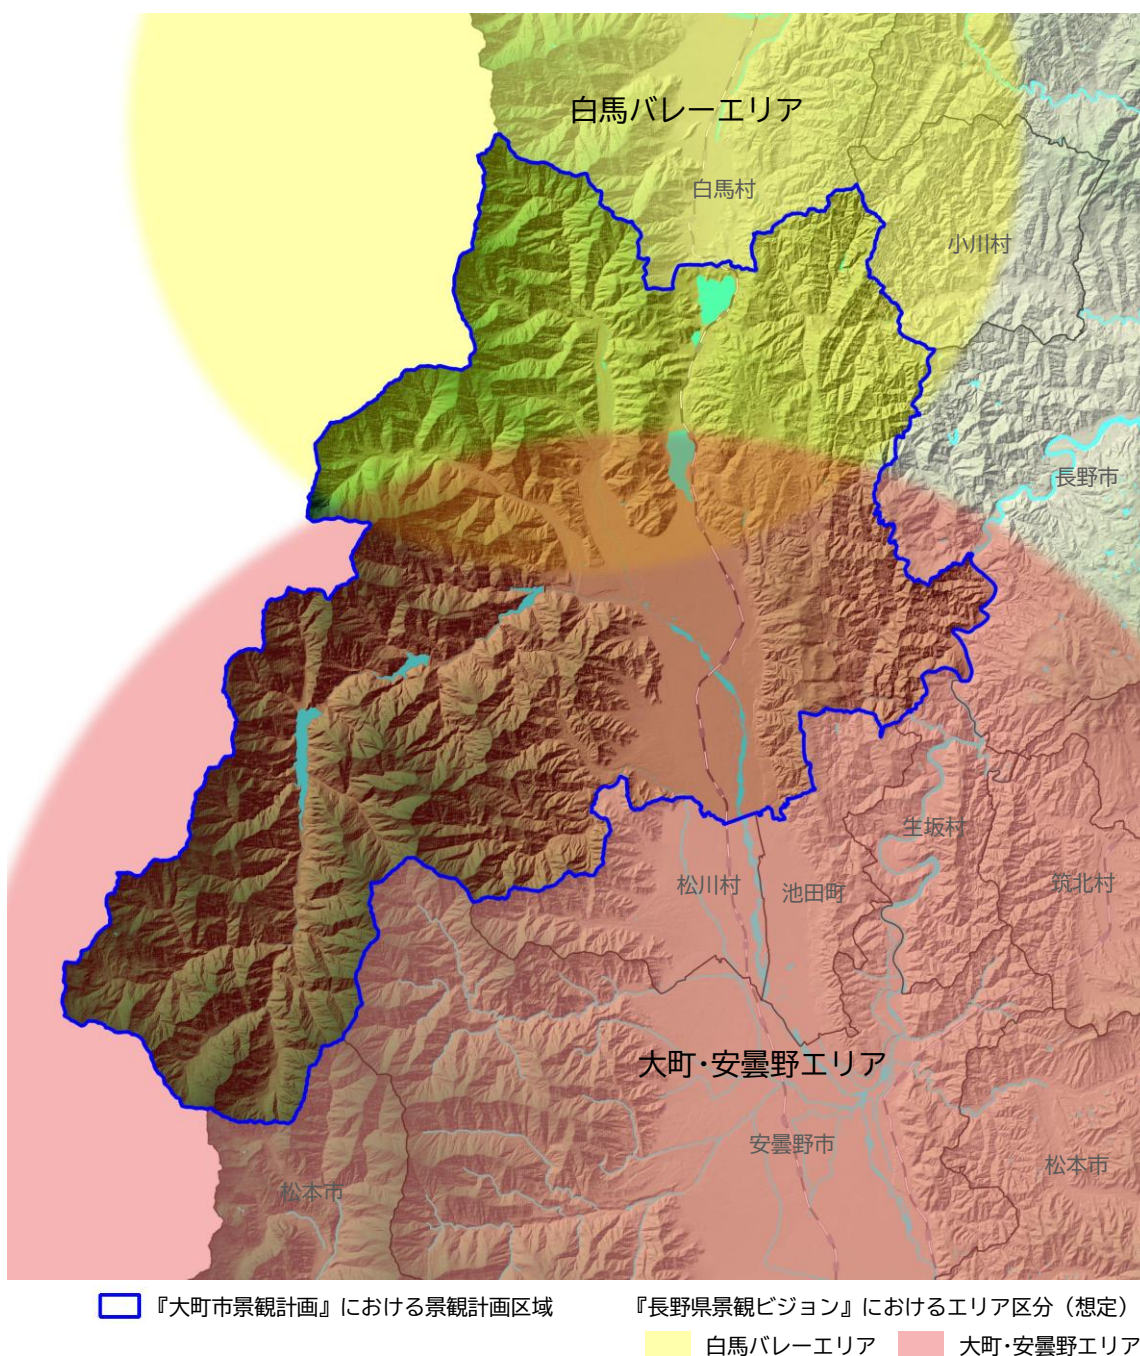 白馬バレーエリア
白馬村
小川村
長野市
生坂村
松川村
池田町
筑北村
大町・安曇野エリア
安曇野市
松本市
松本市
『大町市景観計画』における景観計画区域
『長野県景観ビジョン』におけるエリア区分（想定）
白馬バレーエリア
大町・安曇野エリア